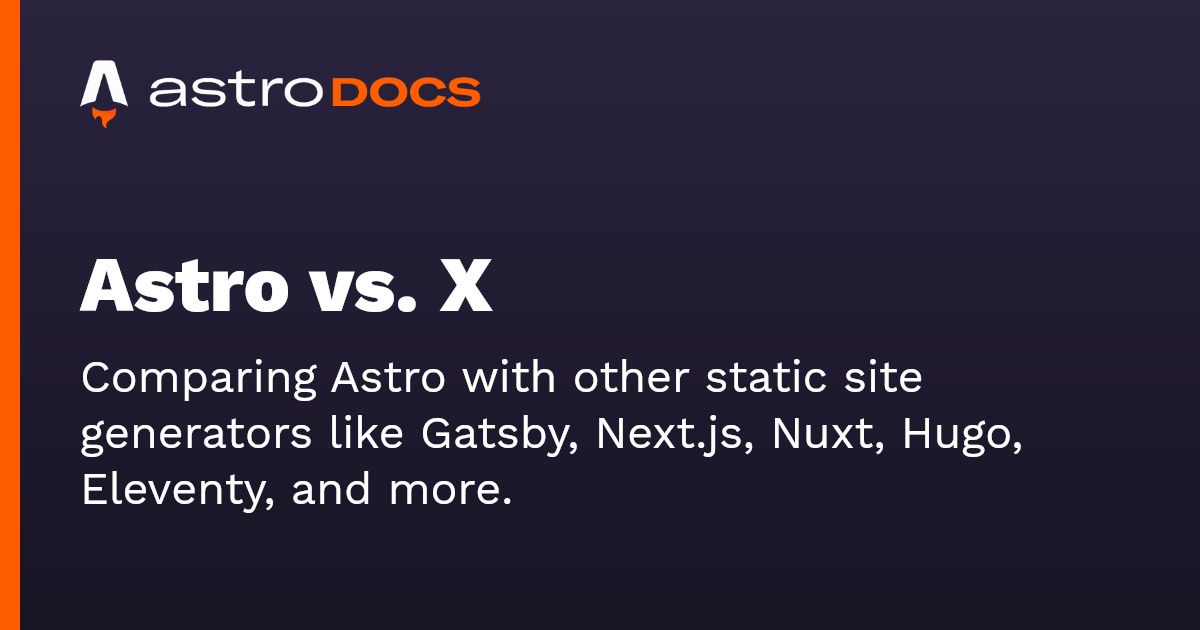 astro DOCS
Astro vs. X
Comparing Astro with other static site
generators like Gatsby, Next.js, Nuxt, Hugo,
Eleventy, and more.